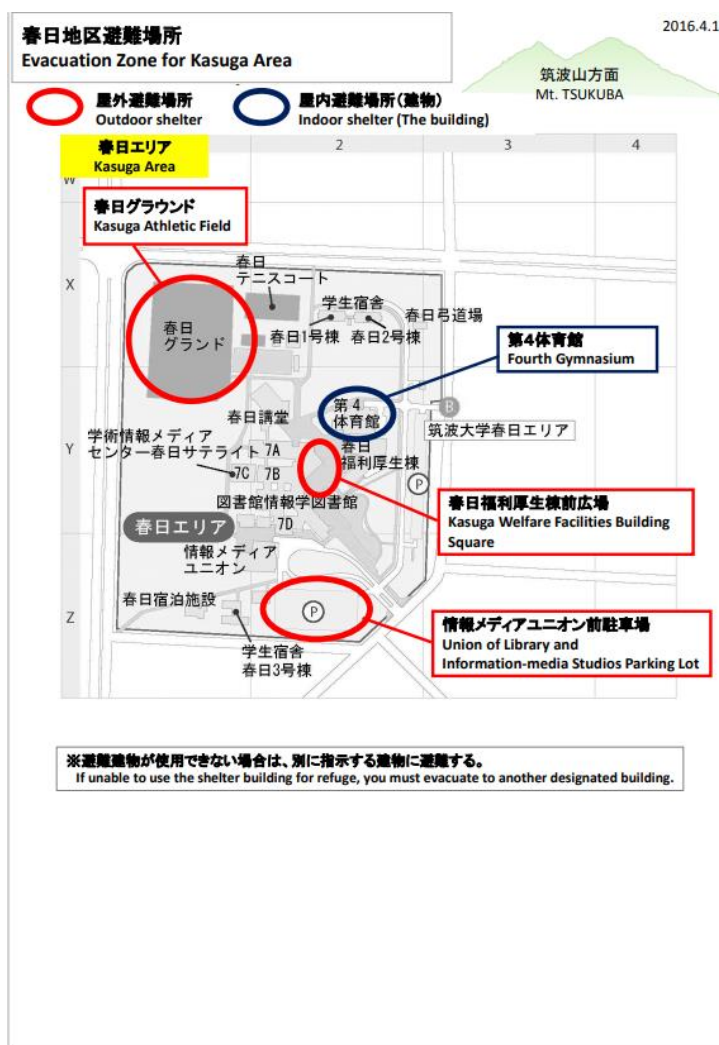 春日地区避難場所
Evacuation Zone for Kasuga Area
2016.4.1
筑波山方面
Mt. TSUKUBA
屋外避難場所
Outdoor shelter
屋内避難場所(建物)
Indoor shelter (The building)
春日エリア
Kasuga Area
2
3
4
W
春日グラウンド
Kasuga Athletic Field
X
春日
テニスコート
学生宿舎
春日1号棟
春日2号棟
春日弓道場
春日
グランド
第4体育館
Fourth Gymnasium
第4
体育館
B
筑波大学春日エリア
春日講堂
Y
学術情報メディア
センター春日サテライト
7A
7C
7B
春日
福利厚生棟
P
図書館情報学図書館
春日福利厚生棟前広場
Kasuga Welfare Facilities Building
Square
春日エリア
7D
情報メディア
ユニオン
春日宿泊施設
Z
P
学生宿舎
春日3号棟
情報メディアユニオン前駐車場
Union of Library and
Information-media Studios Parking Lot
※避難建物が使用できない場合は、別に指示する建物に避難する。
If unable to use the shelter building for refuge, you must evacuate to another designated building.